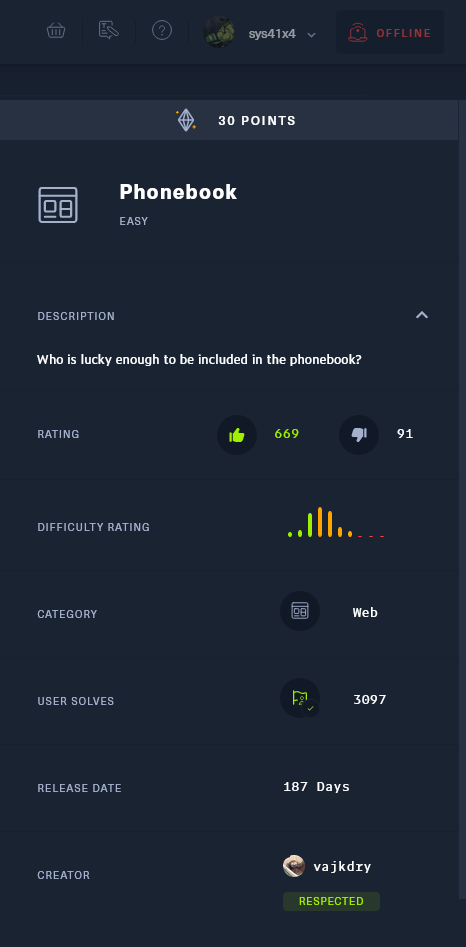 sys41x4
OFFLINE
30 POINTS
Phonebook
EASY
DESCRIPTION
Who is lucky enough to be included in the phonebook?
RATING 669 91
DIFFICULTY RATING
CATEGORY Web
USER SOLVES 3097
RELEASE DATE 187 Days
CREATOR vajkdry
RESPECTED